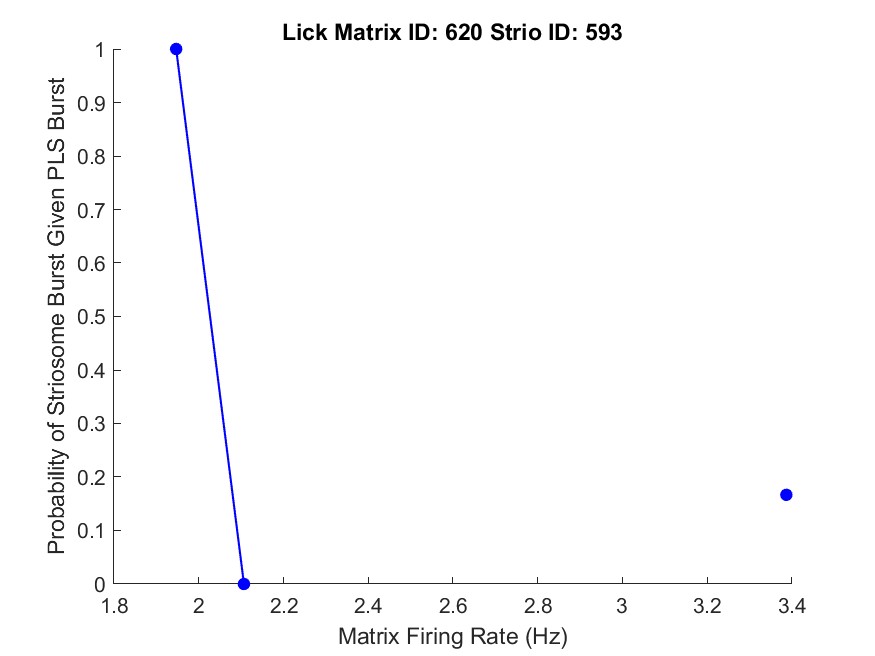 Lick Matrix ID: 620 Strio ID: 593
Probability of Striosome Burst Given PLS Burst
1
0.9
0.8
0.7
0.6
0.5
0.4
0.3
0.2
0.1
0
1.8 2 2.2 2.4 2.6 2.8 3 3.2 3.4
Matrix Firing Rate (Hz)